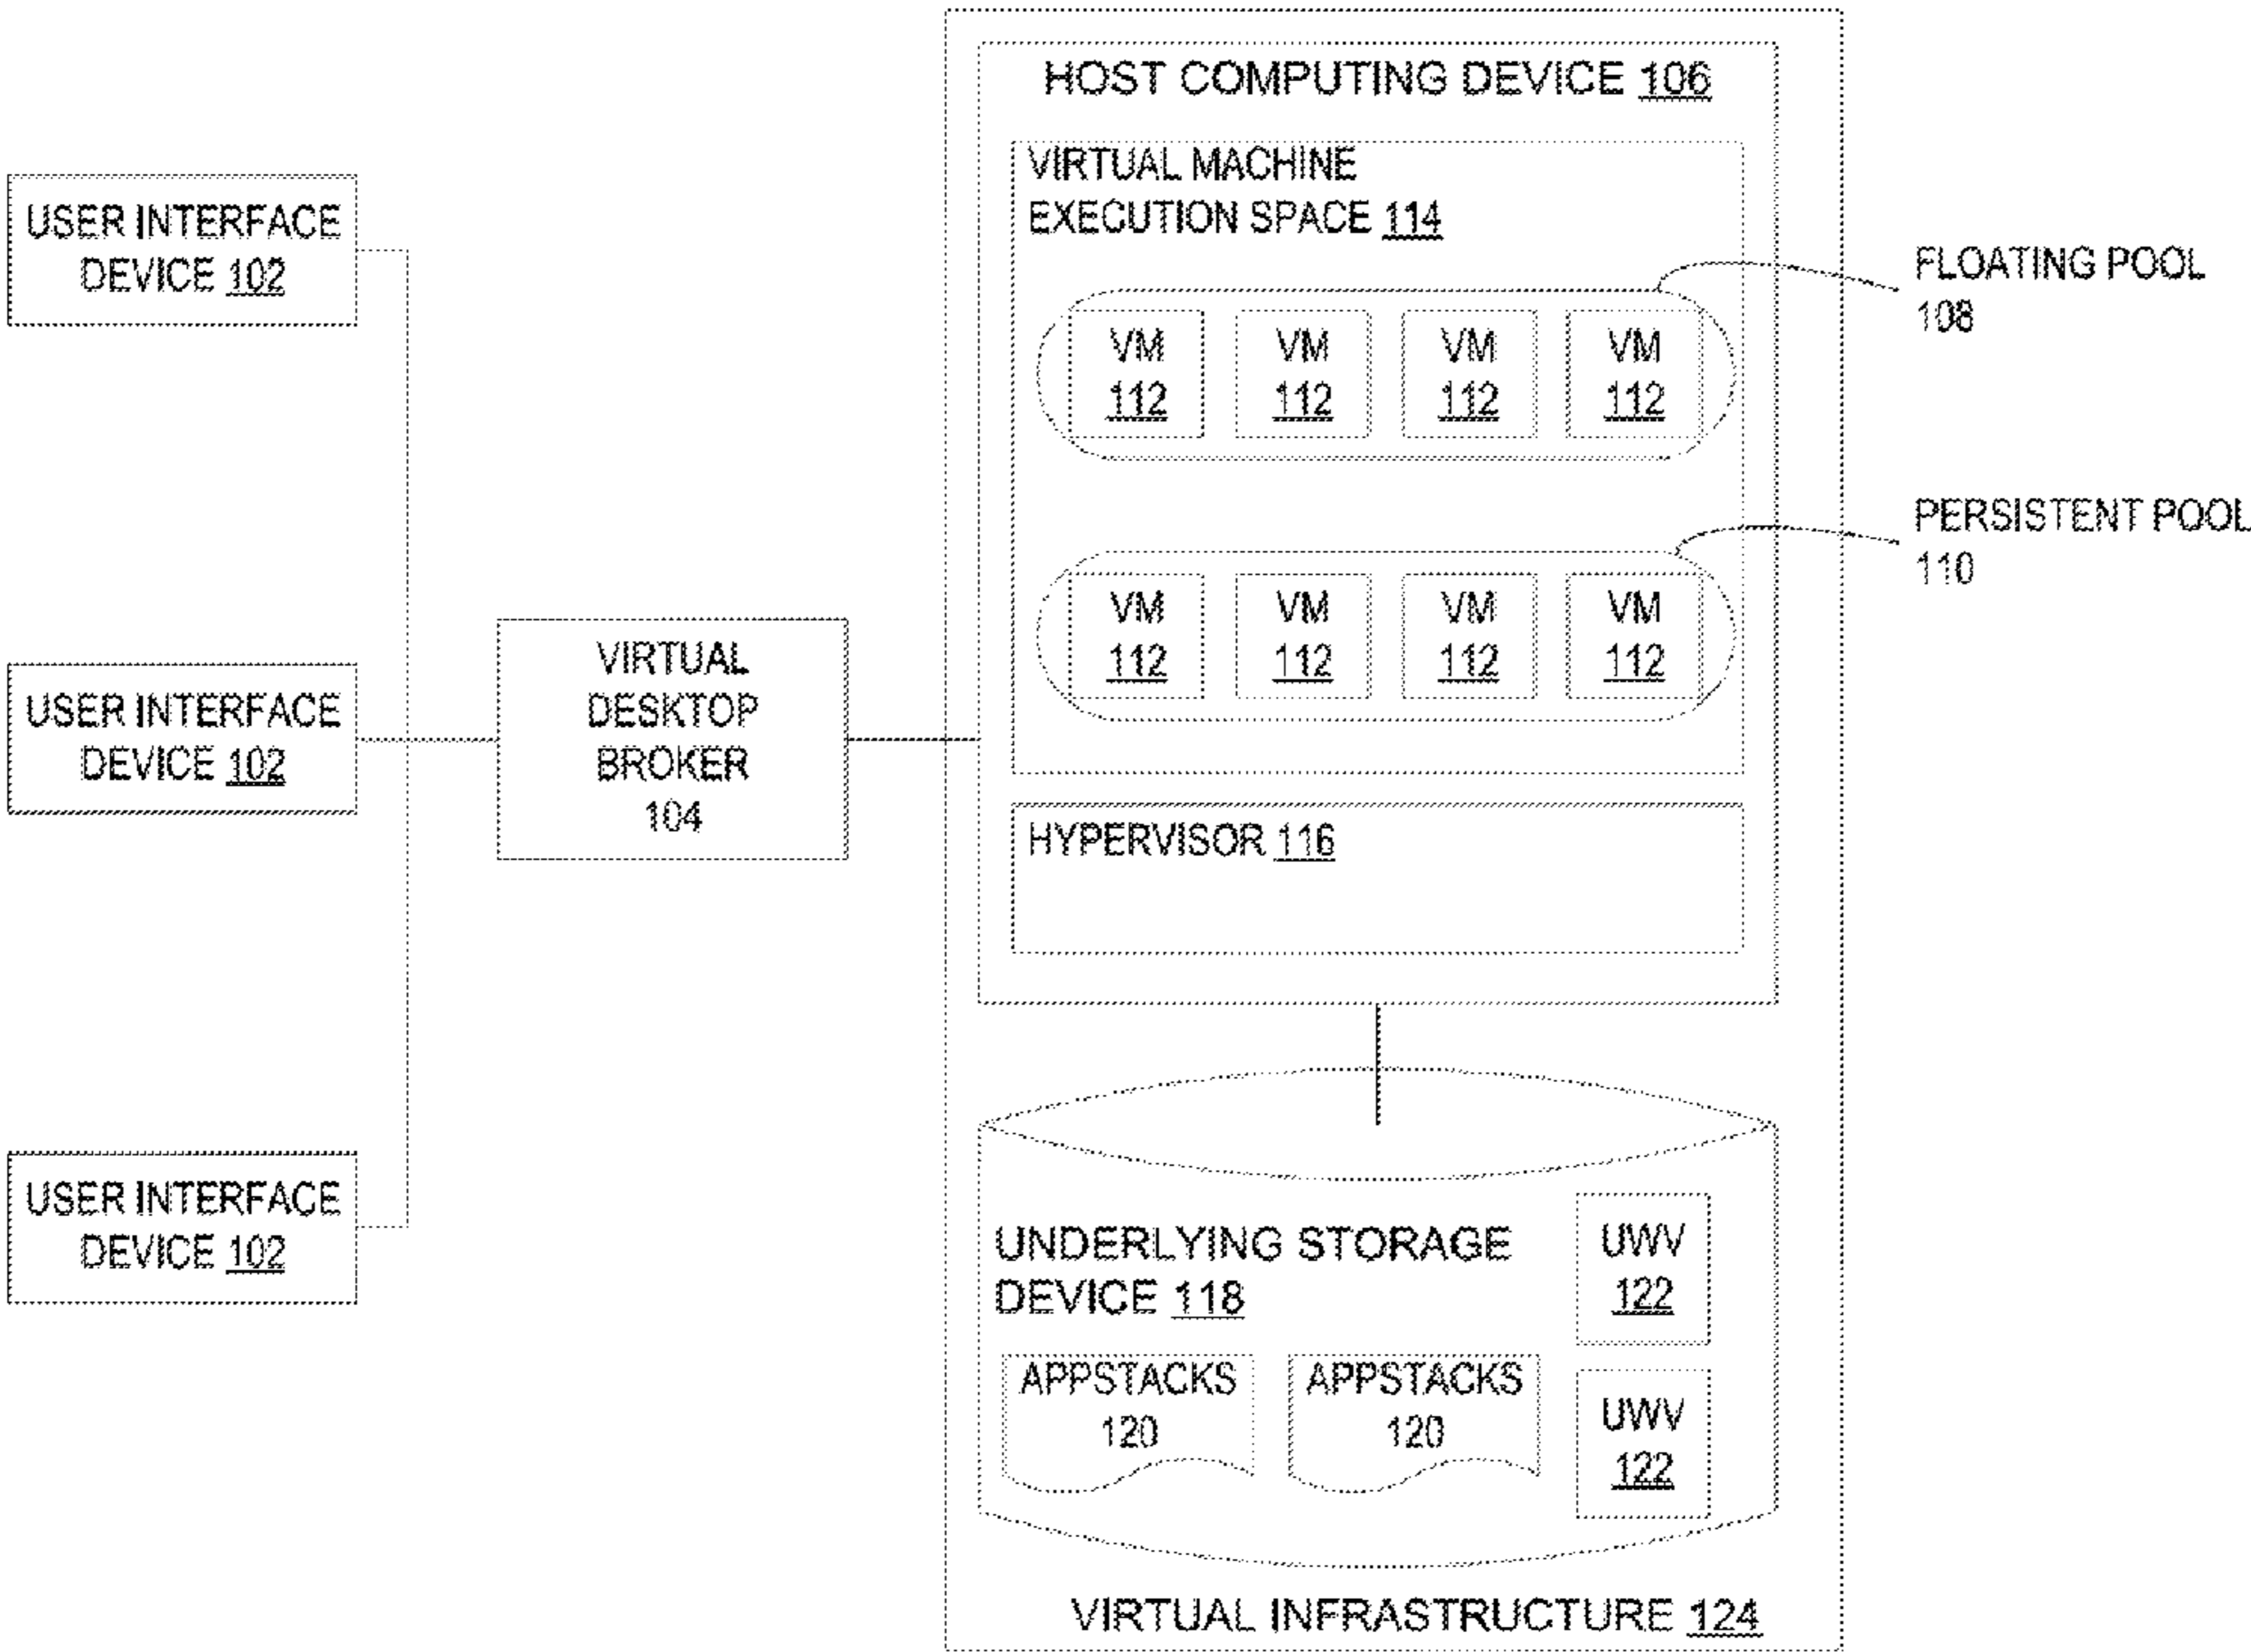 HOST COMPUTING DEVICE 106
VIRTUAL MACHINE
EXECUTION SPACE 114
USER INTERFACE
DEVICE 102
FLOATING POOL
108
VM
112
VM
112
VM
112
VM
112
PERSISTENT POOL
110
VM
112
VM
112
VM
112
VM
112
USER INTERFACE
DEVICE 102
VIRTUAL
DESKTOP
BROKER
104
HYPERVISOR 116
USER INTERFACE
DEVICE 102
UNDERLYING STORAGE
DEVICE 118
UWV
122
APPSTACKS
120
APPSTACKS
120
UWV
122
VIRTUAL INFRASTRUCTURE 124